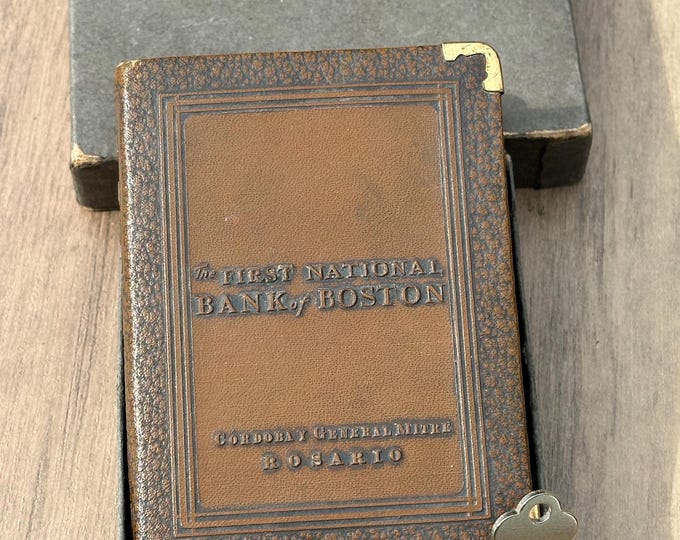 The FIRST NATIONAL
BANK of BOSTON
CORDOBA Y GENERAL MITRE
ROSARIO